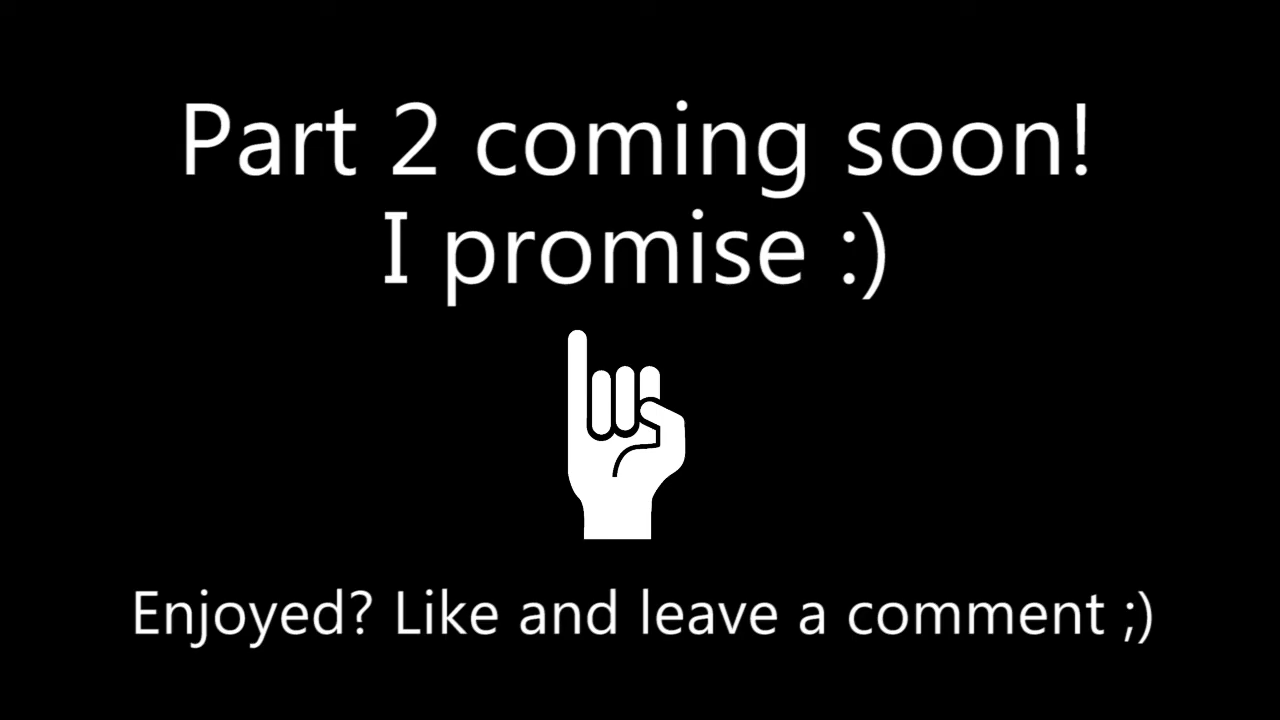 Part 2 coming soon!
I promise :)
Enjoyed? Like and leave a comment ;)